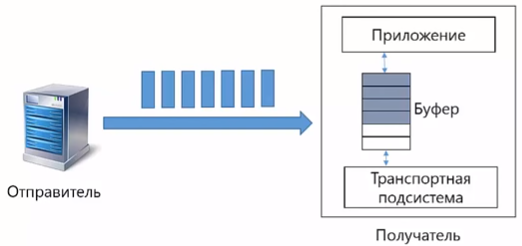 Приложение
Буфер
Отправитель
Транспортная
подсистема
Получатель